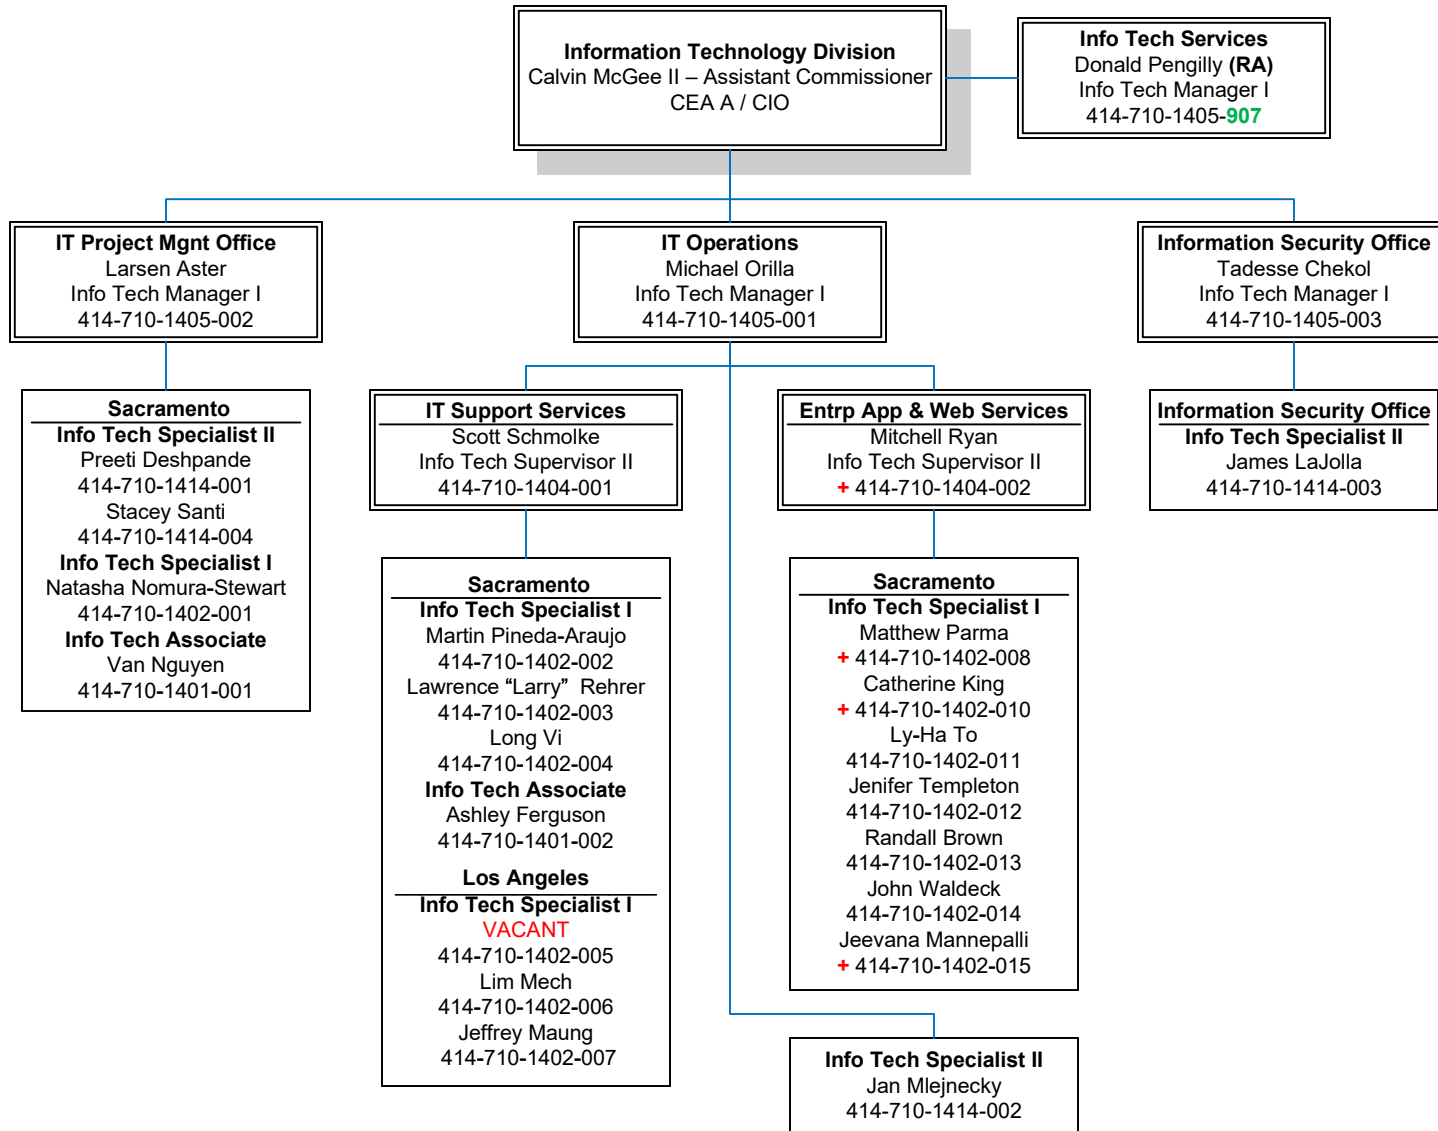 Information Technology Division
Calvin McGee II – Assistant Commissioner
CEA A / CIO
Info Tech Services
Donald Pengilly (RA)
Info Tech Manager I
414-710-1405-907
IT Project Mgnt Office
Larsen Aster
Info Tech Manager I
414-710-1405-002
IT Operations
Michael Orilla
Info Tech Manager I
414-710-1405-001
Information Security Office
Tadesse Chekol
Info Tech Manager I
414-710-1405-003
Sacramento
Info Tech Specialist II
Preeti Deshpande
414-710-1414-001
Stacey Santi
414-710-1414-004
Info Tech Specialist I
Natasha Nomura-Stewart
414-710-1402-001
Info Tech Associate
Van Nguyen
414-710-1401-001
IT Support Services
Scott Schmolke
Info Tech Supervisor II
414-710-1404-001
Entrp App & Web Services
Mitchell Ryan
Info Tech Supervisor II
+ 414-710-1404-002
Information Security Office
Info Tech Specialist II
James LaJolla
414-710-1414-003
Sacramento
Info Tech Specialist I
Martin Pineda-Araujo
414-710-1402-002
Lawrence “Larry” Rehrer
414-710-1402-003
Long Vi
414-710-1402-004
Info Tech Associate
Ashley Ferguson
414-710-1401-002
Los Angeles
Info Tech Specialist I
VACANT
414-710-1402-005
Lim Mech
414-710-1402-006
Jeffrey Maung
414-710-1402-007
Sacramento
Info Tech Specialist I
Matthew Parma
+ 414-710-1402-008
Catherine King
+ 414-710-1402-010
Ly-Ha To
414-710-1402-011
Jenifer Templeton
414-710-1402-012
Randall Brown
414-710-1402-013
John Waldeck
414-710-1402-014
Jeevana Mannepalli
+ 414-710-1402-015
Info Tech Specialist II
Jan Mlejnecky
414-710-1414-002